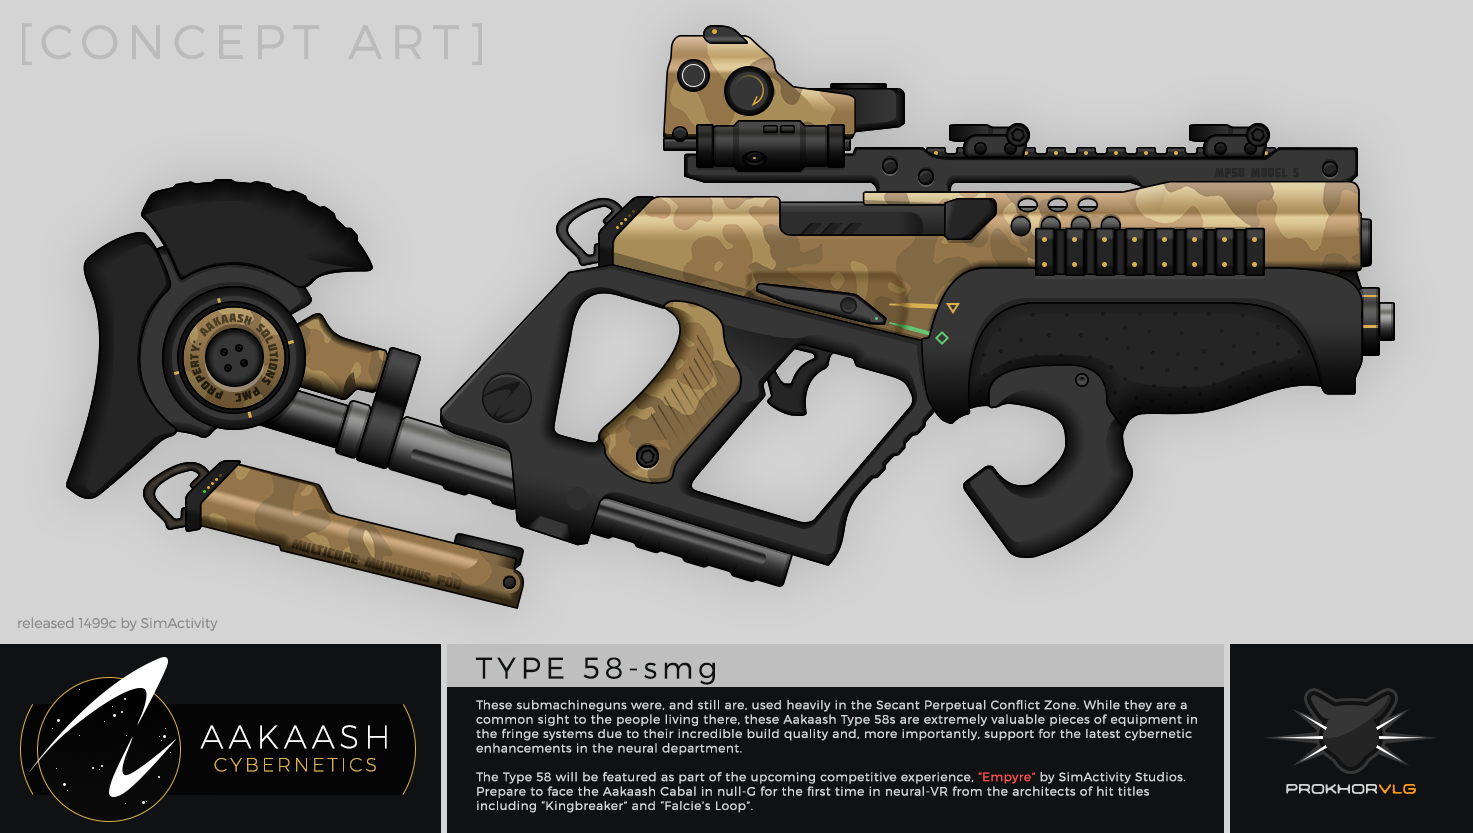 [CONCEPT ART]
MP5D MODEL S
PROPERTY: AAKAASH SOLUTIONS PMC
MULTICORE MUNITIONS POD
released 1499c by SimActivity
AAKAASH
CYBERNETICS
TYPE 58-smg
These submachineguns were, and still are, used heavily in the Secant Perpetual Conflict Zone. While they are a
common sight to the people living there, these Aakaash Type 58s are extremely valuable pieces of equipment in
the fringe systems due to their incredible build quality and, more importantly, support for the latest cybernetic
enhancements in the neural department.
The Type 58 will be featured as part of the upcoming competitive experience, "Empyre" by SimActivity Studios.
Prepare to face the Aakaash Cabal in null-G for the first time in neural-VR from the architects of hit titles
including "Kingbreaker" and "Falcie's Loop".
PROKHORVLG